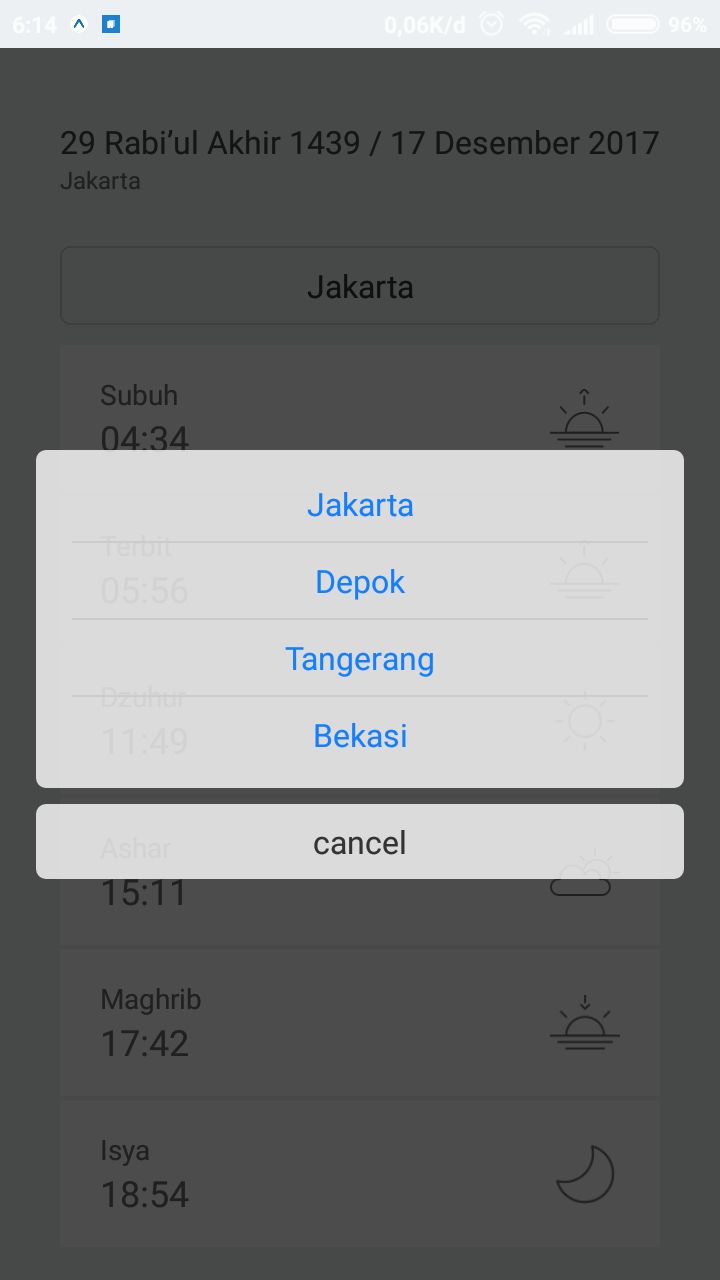 6:14 0,06K/d 96%
29 Rabi’ul Akhir 1439 / 17 Desember 2017
Jakarta
Jakarta
Subuh
04:34
Jakarta
Terbit
Depok
05:56
Tangerang
Dzuhur
Bekasi
11:49
cancel
Ashar
15:11
Maghrib
17:42
Isya
18:54